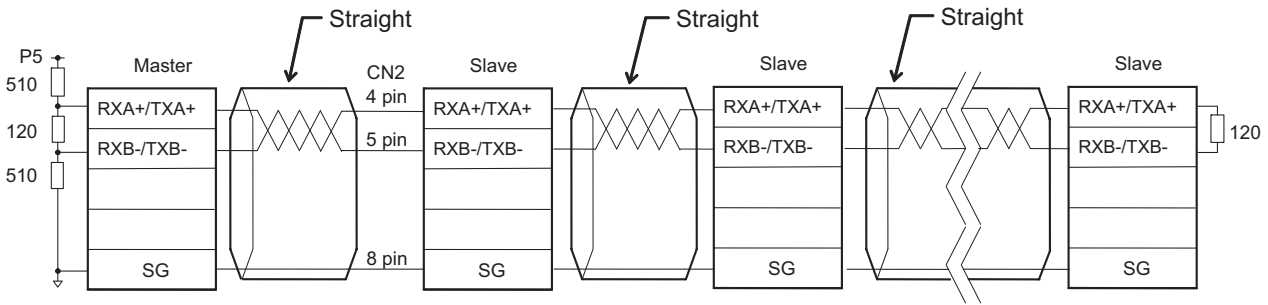 Straight Straight Straight
P5 Master CN2 Slave Slave Slave
510 4 pin
RXA+/TXA+ RXA+/TXA+ RXA+/TXA+ RXA+/TXA+
120 120
RXB-/TXB- 5 pin RXB-/TXB- RXB-/TXB- RXB-/TXB-
510
SG 8 pin SG SG SG